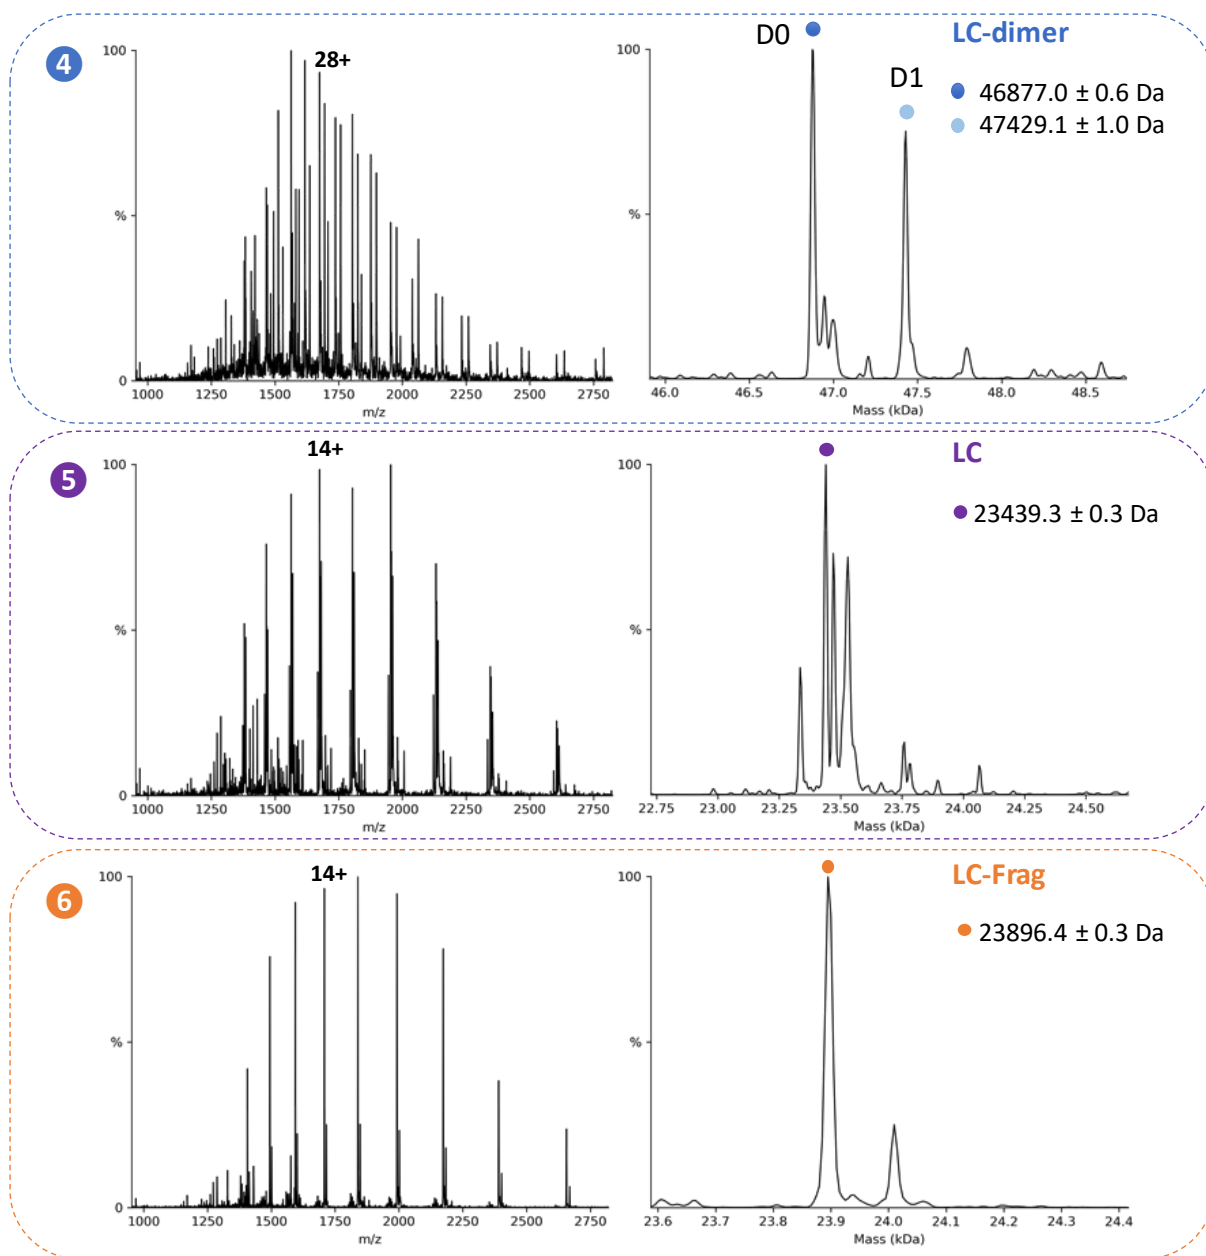 4
100
%
0
28+
1000 1250 1500 1750 2000 2250 2500 2750
m/z
D0
D1
100
%
46.0 46.5 47.0 47.5 48.0 48.5
Mass (kDa)
LC-dimer
46877.0 ± 0.6 Da
47429.1 ± 1.0 Da
5
100
%
0
14+
1000 1250 1500 1750 2000 2250 2500 2750
m/z
100
%
22.75 23.00 23.25 23.50 23.75 24.00 24.25 24.50
Mass (kDa)
LC
23439.3 ± 0.3 Da
6
100
%
0
14+
1000 1250 1500 1750 2000 2250 2500 2750
m/z
100
%
0
23.6 23.7 23.8 23.9 24.0 24.1 24.2 24.3 24.4
Mass (kDa)
LC-Frag
23896.4 ± 0.3 Da